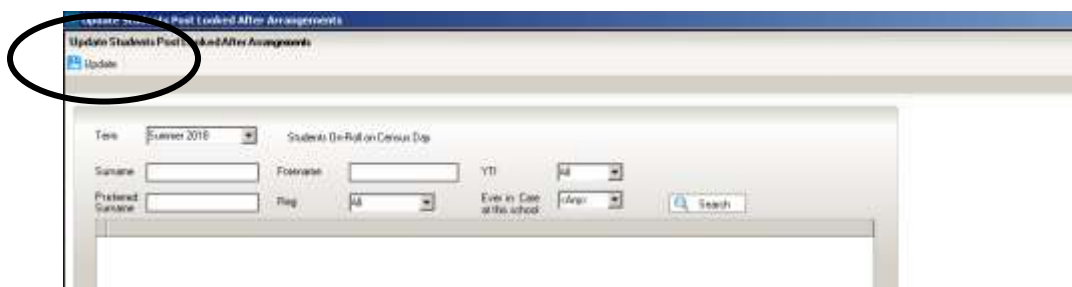 Update Students Post Looked After Arrangements
Update Students Post Looked After Arrangements
Update
Term Summer 2018 Students On-Roll on Census Day
Surname Forename YTI All
Preferred Surname Reg All Ever in Care at this school <Any> Search